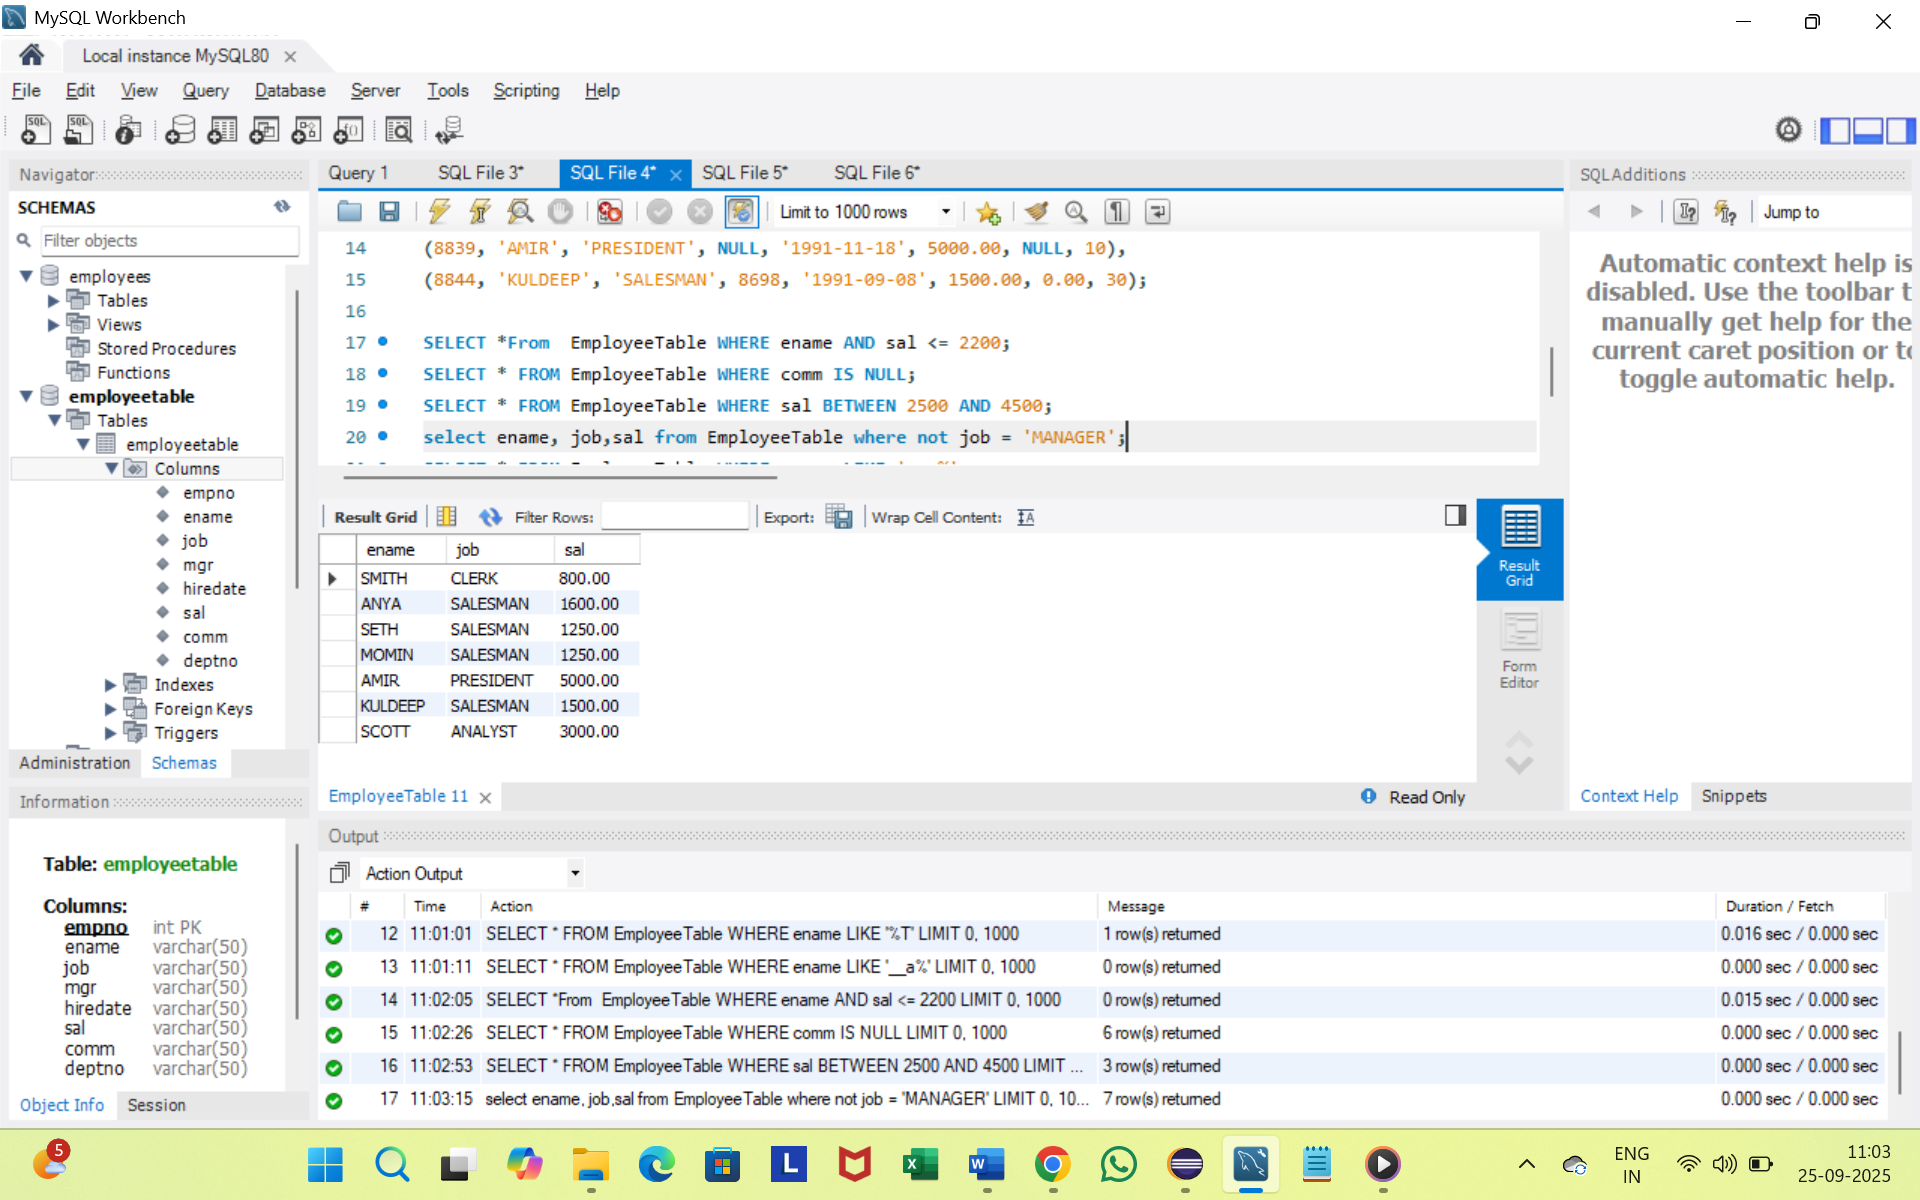 MySQL Workbench
Local instance MySQL80
File Edit View Query Database Server Tools Scripting Help
Navigator
SCHEMAS
Filter objects
employees
Tables
Views
Stored Procedures
Functions
employeetable
Tables
employeetable
Columns
empno
ename
job
mgr
hiredate
sal
comm
deptno
Indexes
Foreign Keys
Triggers
Administration Schemas
Information
Table: employeetable
Columns:
empno int PK
ename varchar(50)
job varchar(50)
mgr varchar(50)
hiredate varchar(50)
sal varchar(50)
comm varchar(50)
deptno varchar(50)
Object Info Session
Query 1 SQL File 3* SQL File 4* SQL File 5* SQL File 6*
Limit to 1000 rows
14 (8839, 'AMIR', 'PRESIDENT', NULL, '1991-11-18', 5000.00, NULL, 10),
15 (8844, 'KULDEEP', 'SALESMAN', 8698, '1991-09-08', 1500.00, 0.00, 30);
16
17 SELECT *From  EmployeeTable WHERE ename AND sal <= 2200;
18 SELECT * FROM EmployeeTable WHERE comm IS NULL;
19 SELECT * FROM EmployeeTable WHERE sal BETWEEN 2500 AND 4500;
20 select ename, job,sal from EmployeeTable where not job = 'MANAGER';
Result Grid Filter Rows: Export: Wrap Cell Content:
ename job sal
SMITH CLERK 800.00
ANYA SALESMAN 1600.00
SETH SALESMAN 1250.00
MOMIN SALESMAN 1250.00
AMIR PRESIDENT 5000.00
KULDEEP SALESMAN 1500.00
SCOTT ANALYST 3000.00
Result
Grid
Form
Editor
EmployeeTable 11 Read Only
SQLAdditions
Jump to
Automatic context help is
disabled. Use the toolbar t
manually get help for the
current caret position or to
toggle automatic help.
Context Help Snippets
Output
Action Output
# Time Action Message Duration / Fetch
12 11:01:01 SELECT * FROM EmployeeTable WHERE ename LIKE '%T' LIMIT 0, 1000 1 row(s) returned 0.016 sec / 0.000 sec
13 11:01:11 SELECT * FROM EmployeeTable WHERE ename LIKE '__a%' LIMIT 0, 1000 0 row(s) returned 0.000 sec / 0.000 sec
14 11:02:05 SELECT *From  EmployeeTable WHERE ename AND sal <= 2200 LIMIT 0, 1000 0 row(s) returned 0.015 sec / 0.000 sec
15 11:02:26 SELECT * FROM EmployeeTable WHERE comm IS NULL LIMIT 0, 1000 6 row(s) returned 0.000 sec / 0.000 sec
16 11:02:53 SELECT * FROM EmployeeTable WHERE sal BETWEEN 2500 AND 4500 LIMIT ... 3 row(s) returned 0.000 sec / 0.000 sec
17 11:03:15 select ename, job,sal from EmployeeTable where not job = 'MANAGER' LIMIT 0, 10... 7 row(s) returned 0.000 sec / 0.000 sec
5
ENG
IN
11:03
25-09-2025